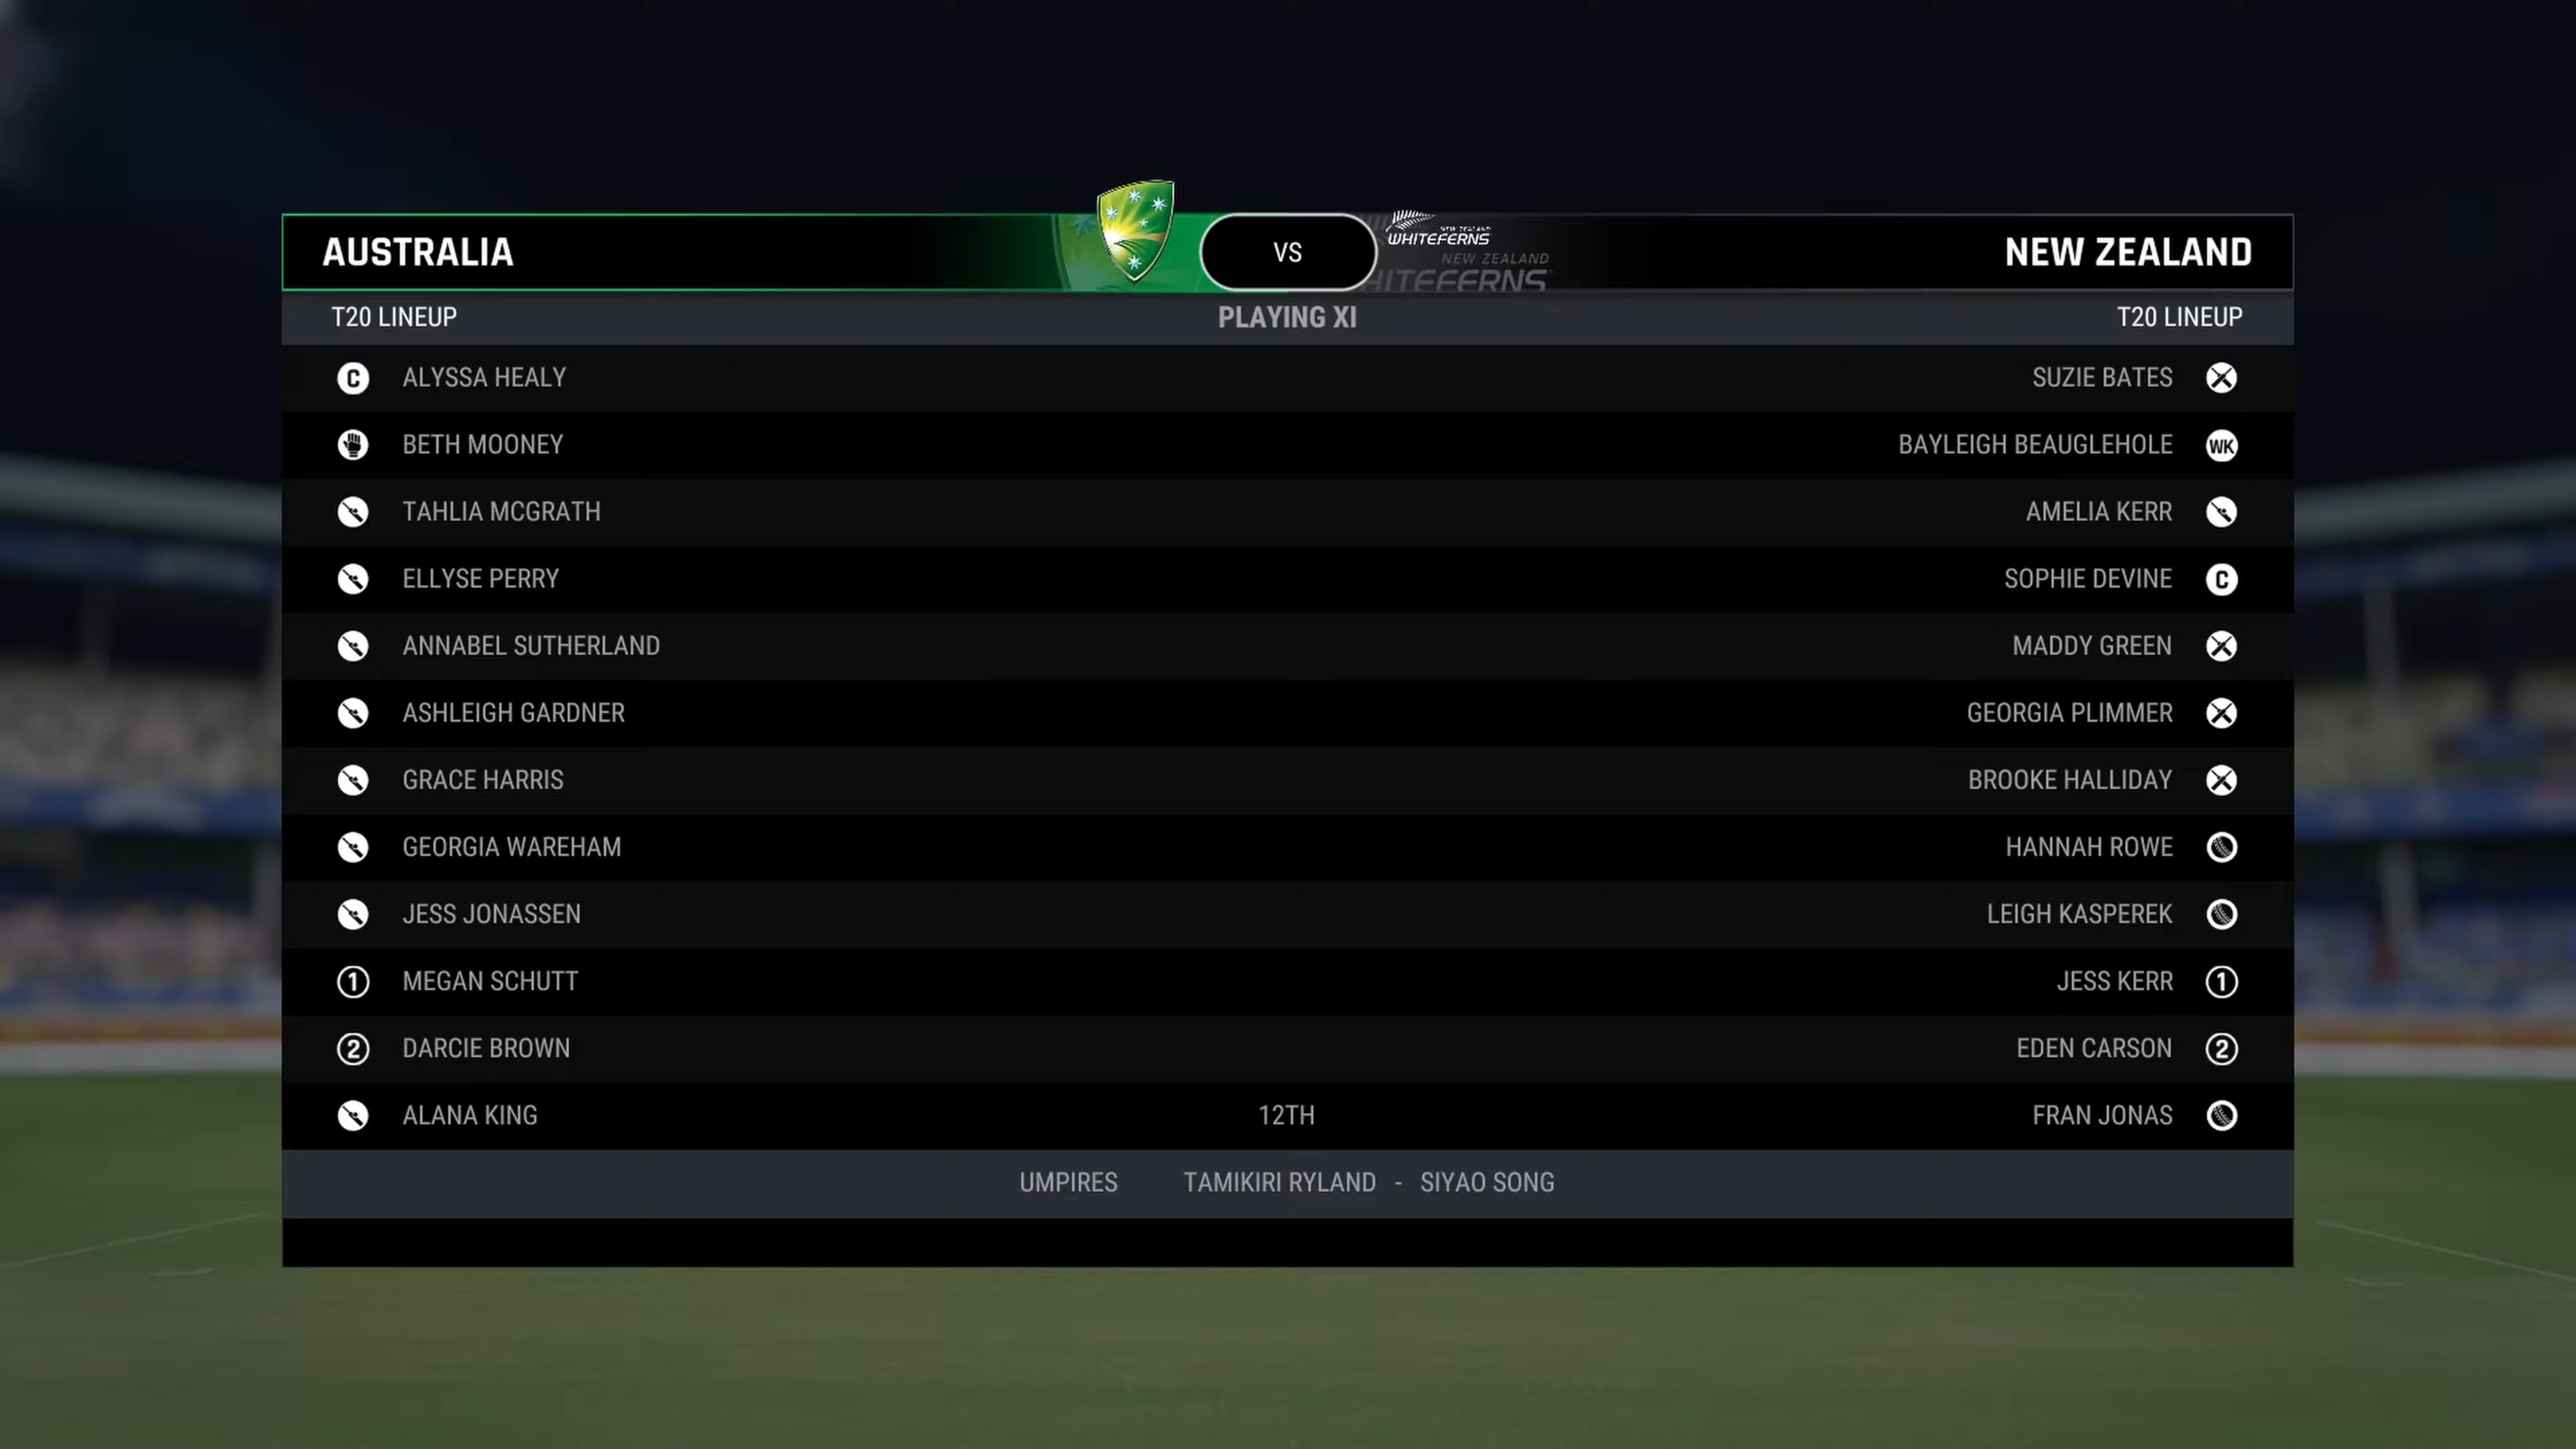 AUSTRALIA VS NEW ZEALAND WHITEFERNS NEW ZEALAND
NEW ZEALAND
WHITEFERNS
T20 LINEUP PLAYING XI T20 LINEUP
C ALYSSA HEALY SUZIE BATES
BETH MOONEY BAYLEIGH BEAUGLEHOLE WK
TAHLIA MCGRATH AMELIA KERR
ELLYSE PERRY SOPHIE DEVINE C
ANNABEL SUTHERLAND MADDY GREEN
ASHLEIGH GARDNER GEORGIA PLIMMER
GRACE HARRIS BROOKE HALLIDAY
GEORGIA WAREHAM HANNAH ROWE
JESS JONASSEN LEIGH KASPEREK
1 MEGAN SCHUTT JESS KERR 1
2 DARCIE BROWN EDEN CARSON 2
ALANA KING 12TH FRAN JONAS
UMPIRES TAMIKIRI RYLAND - SIYAO SONG